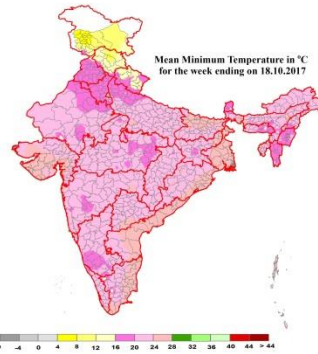 Mean Minimum Temperature in °C
for the week ending on 18.10.2017
-4 0 4 8 12 16 20 24 28 32 36 40 44 > 44